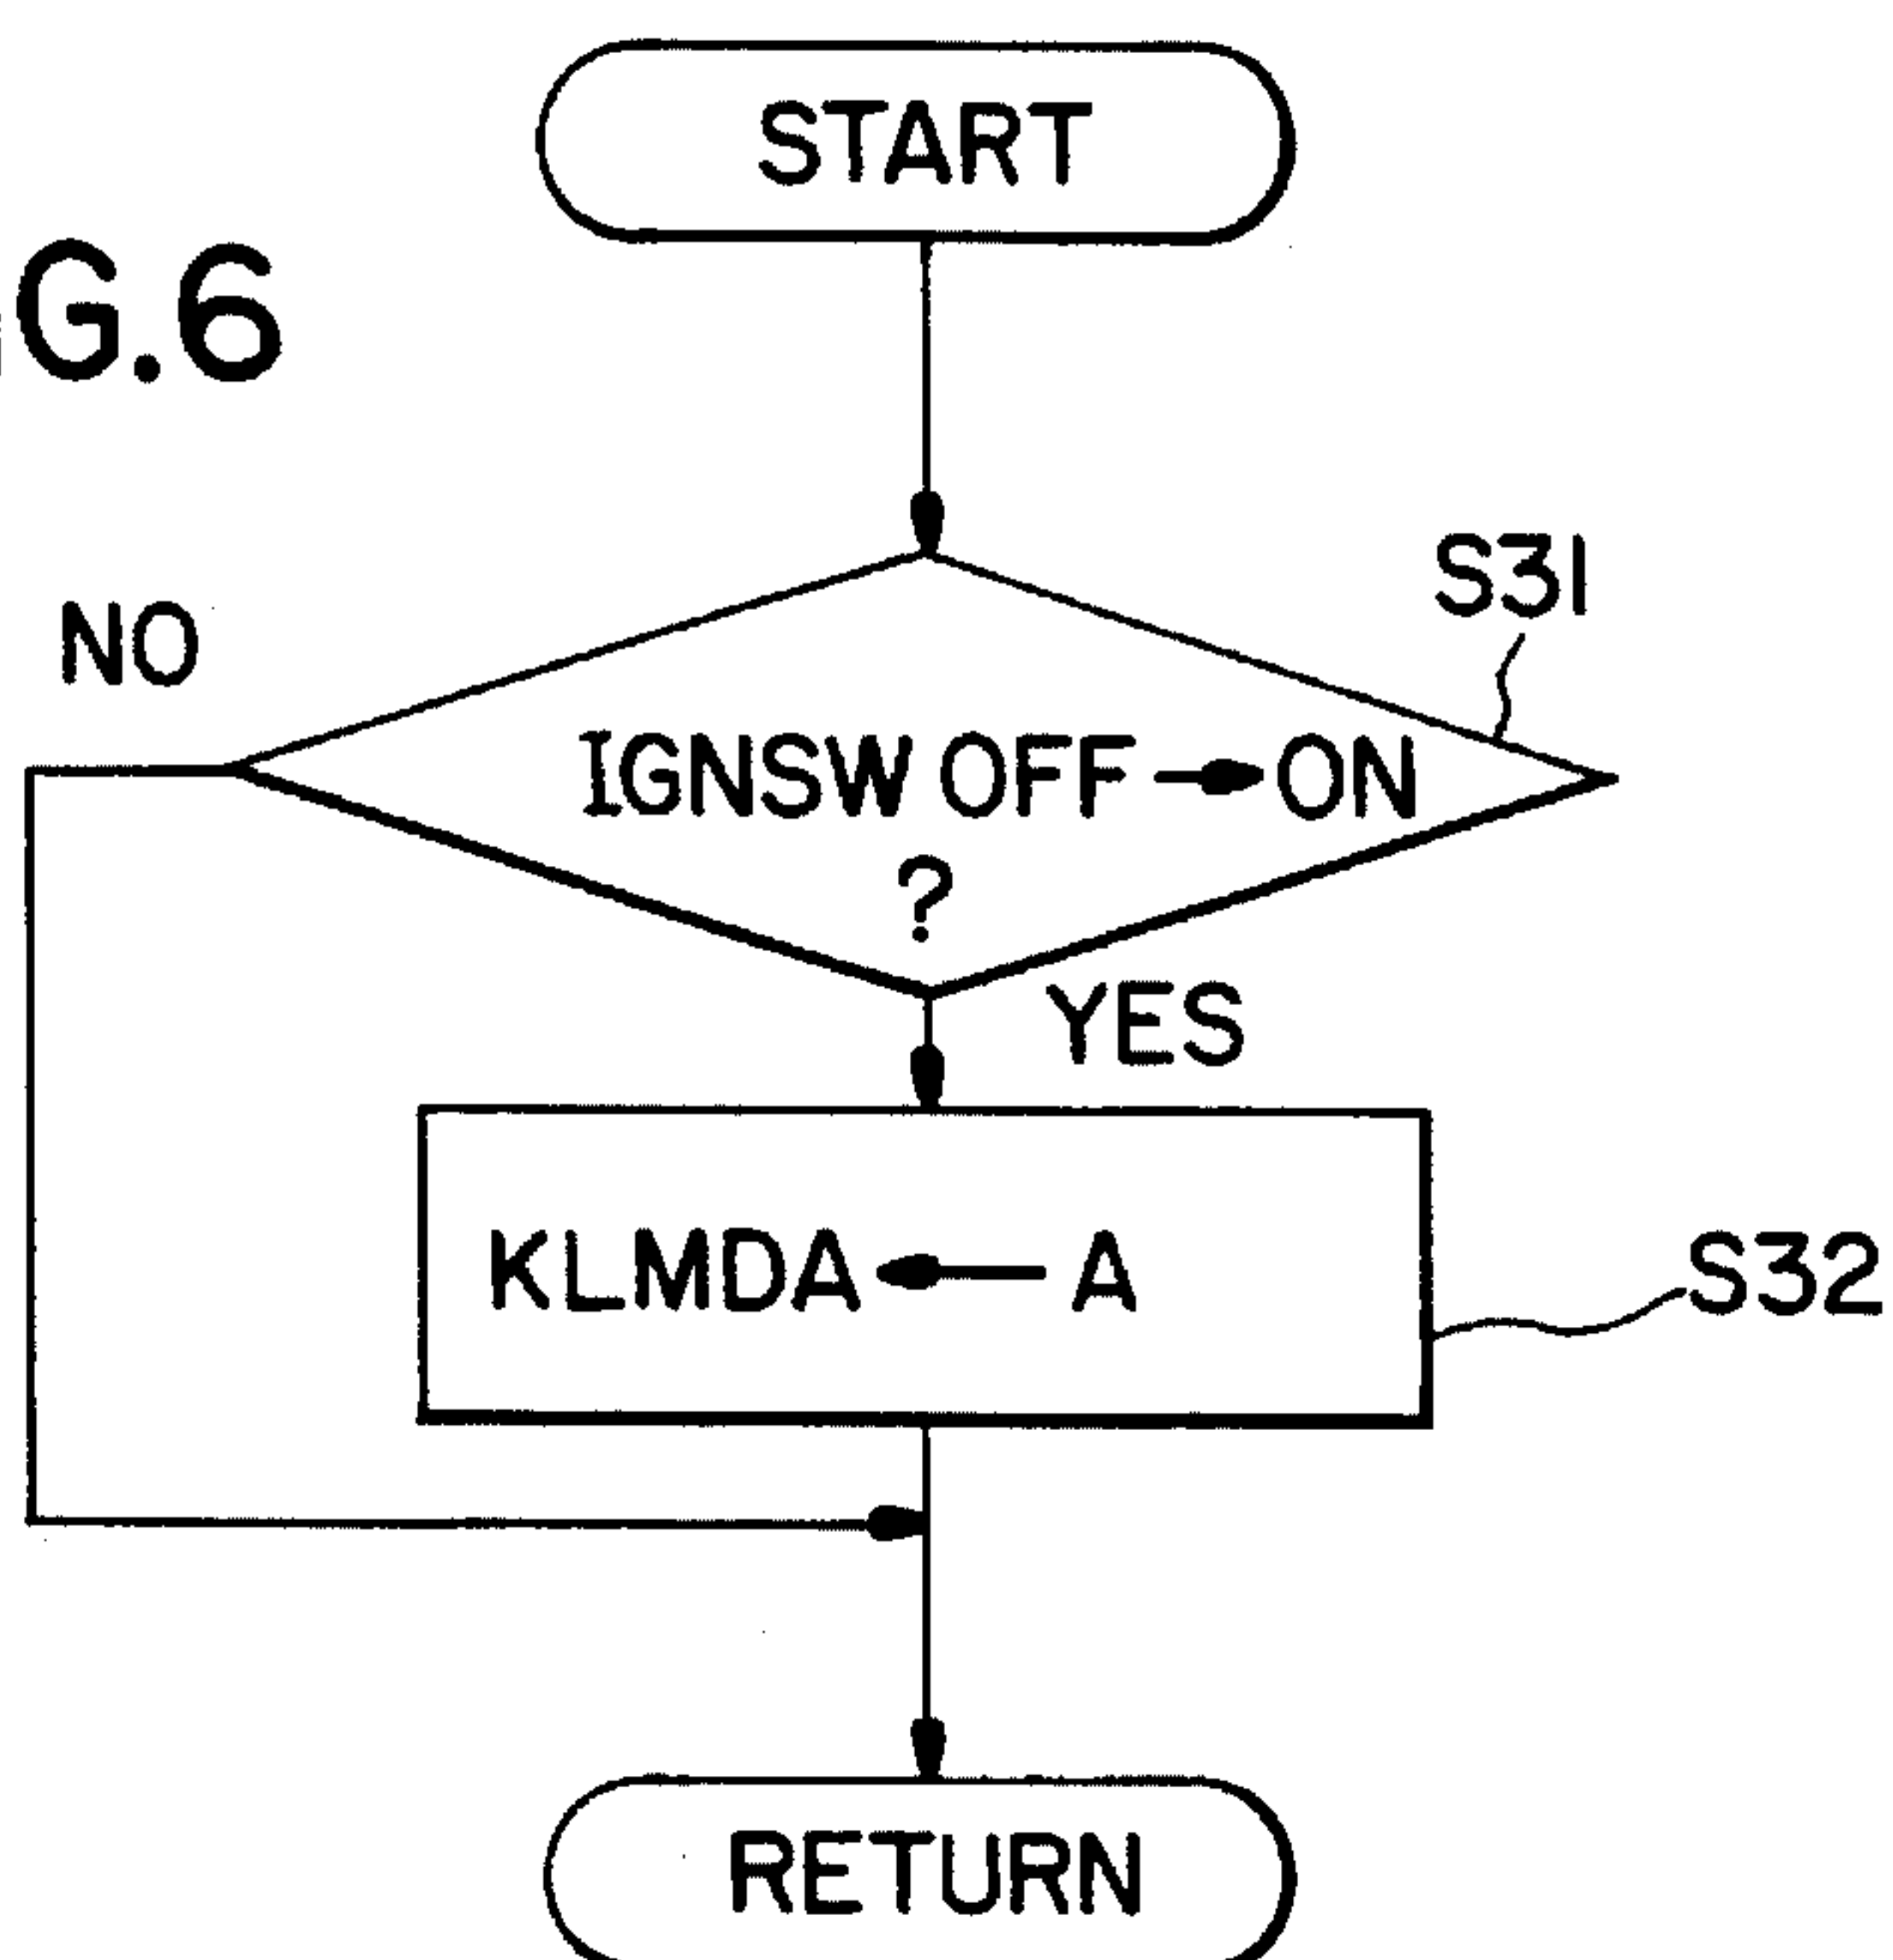 START
G.6
S31
NO
IGNSW OFF → ON
?
YES
KLMDA ← A
S32
RETURN